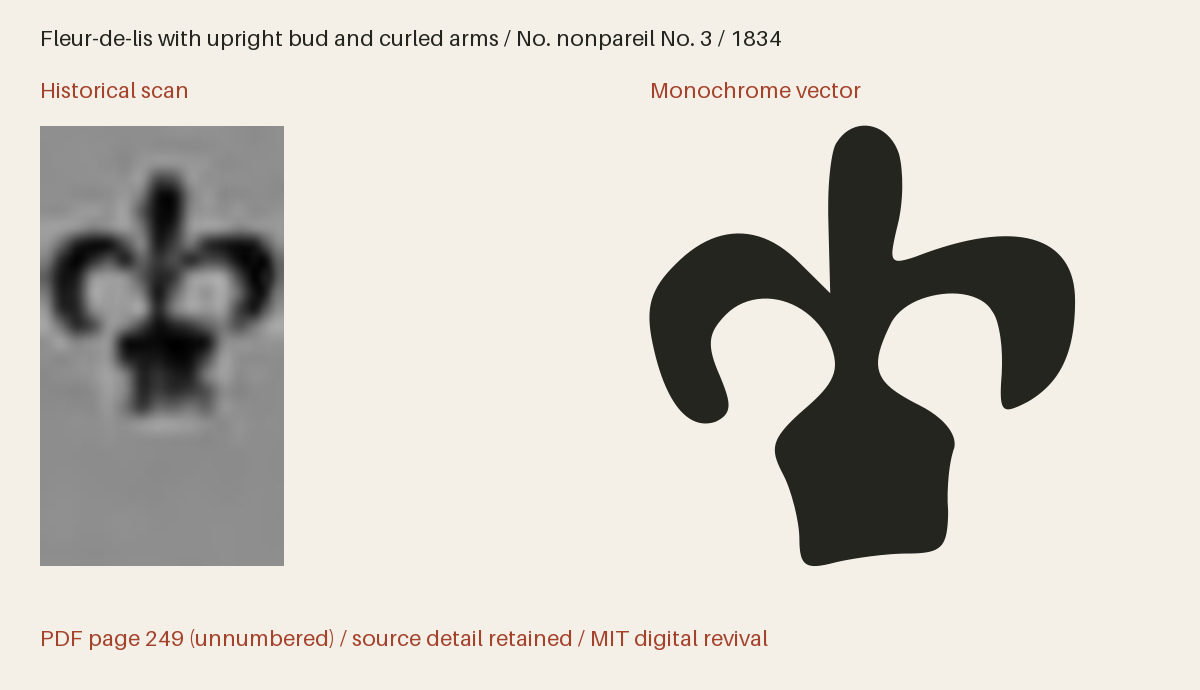 Fleur-de-lis with upright bud and curled arms / No. nonpareil No. 3 / 1834
Historical scan
Monochrome vector
PDF page 249 (unnumbered) / source detail retained / MIT digital revival